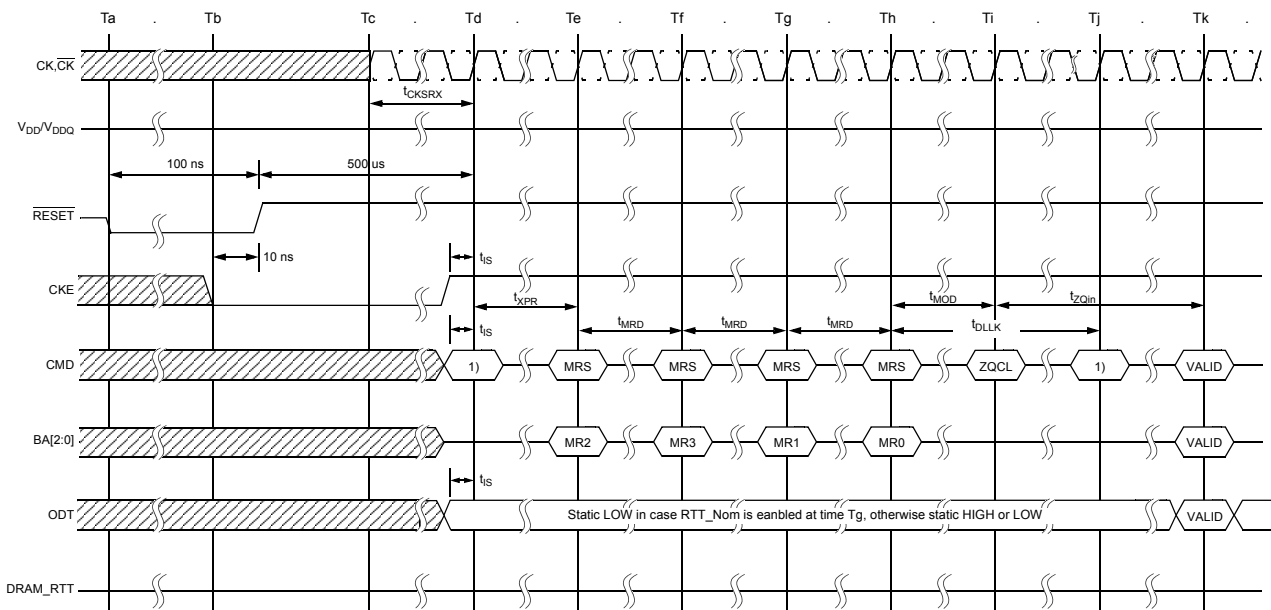 Ta . Tb . Tc . Td . Te . Tf . Tg . Th . Ti . Tj . Tk .
CK,CK
tCKSRX
VDD/VDDQ
100 ns 500 us
RESET
10 ns tIS
CKE
tXPR tMOD tZQin
tIS tMRD tMRD tMRD tDLLK
CMD 1) MRS MRS MRS MRS ZQCL 1) VALID
BA[2:0] MR2 MR3 MR1 MR0 VALID
tIS
ODT Static LOW in case RTT_Nom is eanbled at time Tg, otherwise static HIGH or LOW VALID
DRAM_RTT